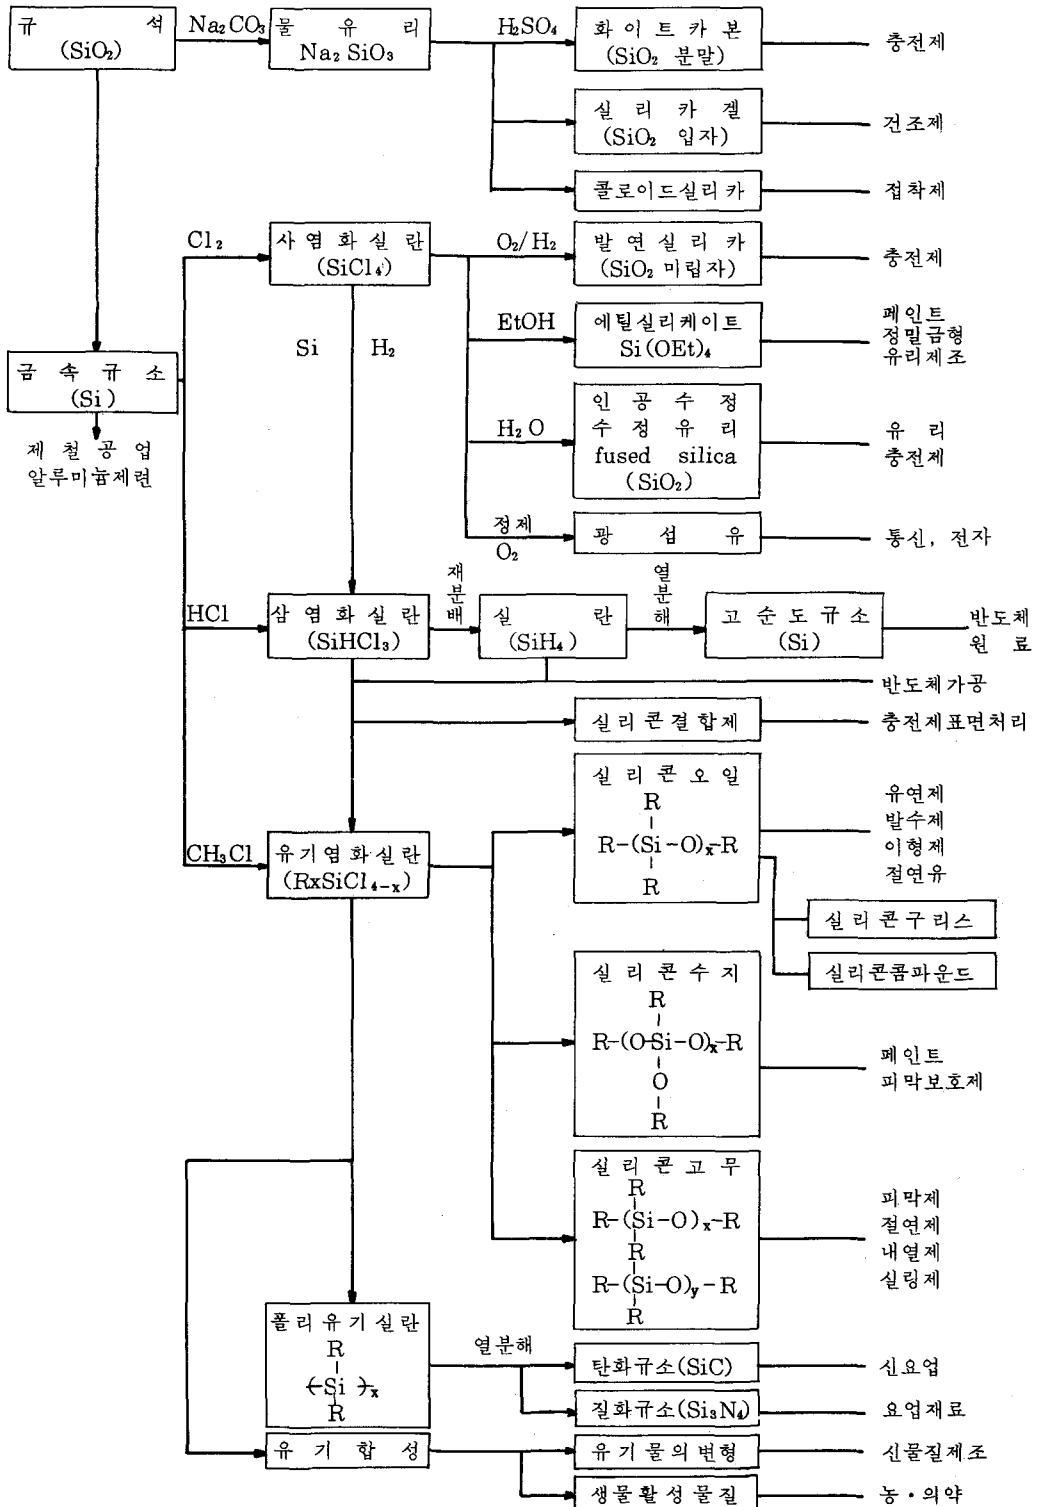 규 석
(SiO₂)
Na₂CO₃
물 유 리
Na₂SiO₃
H₂SO₄
화이트카본
(SiO₂ 분말)
충전제
실 리 카 겔
(SiO₂ 입자)
건조제
콜로이드실리카
접착제
Cl₂
사염화실란
(SiCl₄)
O₂/H₂
발연실리카
(SiO₂ 미립자)
충전제
EtOH
에틸실리케이트
Si(OEt)₄
페인트
정밀금형
유리제조
Si
H₂
금속규소
(Si)
제철공업
알루미늄제련
H₂O
인공수정
수정유리
fused silica
(SiO₂)
유 리
충전제
정제
O₂
광 섬 유
통신, 전자
HCl
삼염화실란
(SiHCl₃)
재분배
실 란
(SiH₄)
열분해
고순도규소
(Si)
반도체
원 료
반도체가공
실리콘결합제
충전제표면처리
CH₃Cl
유기염화실란
(RxSiCl₄₋ₓ)
실리콘오일
R
R-(Si-O)ₓ-R
R
유연제
발수제
이형제
절연유
실리콘구리스
실리콘콤파운드
실리콘수지
R
R-(O-Si-O)ₓ-R
O
R
페인트
피막보호제
실리콘고무
R
R-(Si-O)ₓ-R
R
R-(Si-O)y-R
R
피막제
절연제
내열제
실링제
폴리유기실란
R
(Si)ₓ
R
열분해
탄화규소(SiC)
신요업
질화규소(Si₃N₄)
요업재료
유기합성
유기물의변형
신물질제조
생물활성물질
농·의약